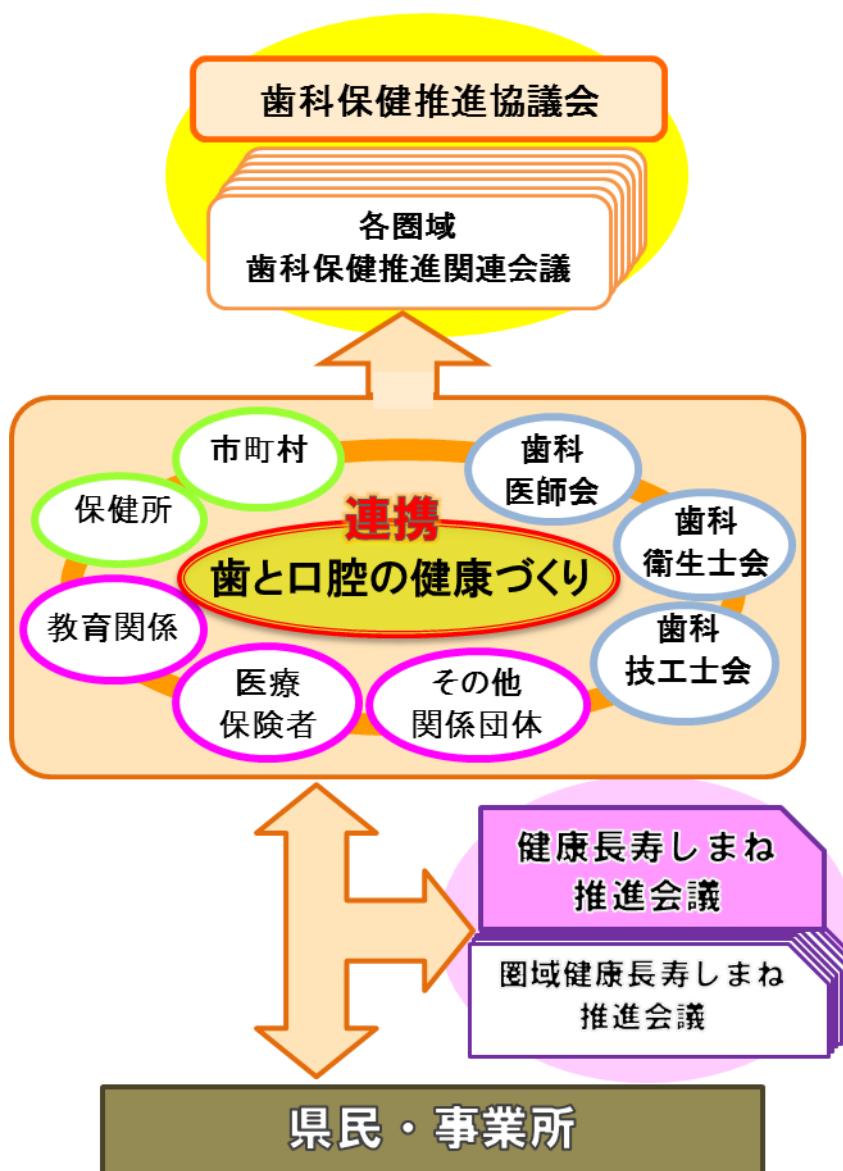 歯科保健推進協議会
各圏域
歯科保健推進関連会議
市町村
歯科
医師会
保健所
連携
歯科
衛生士会
歯と口腔の健康づくり
教育関係
歯科
技工士会
医療
保険者
その他
関係団体
健康長寿しまね
推進会議
圏域健康長寿しまね
推進会議
県民・事業所